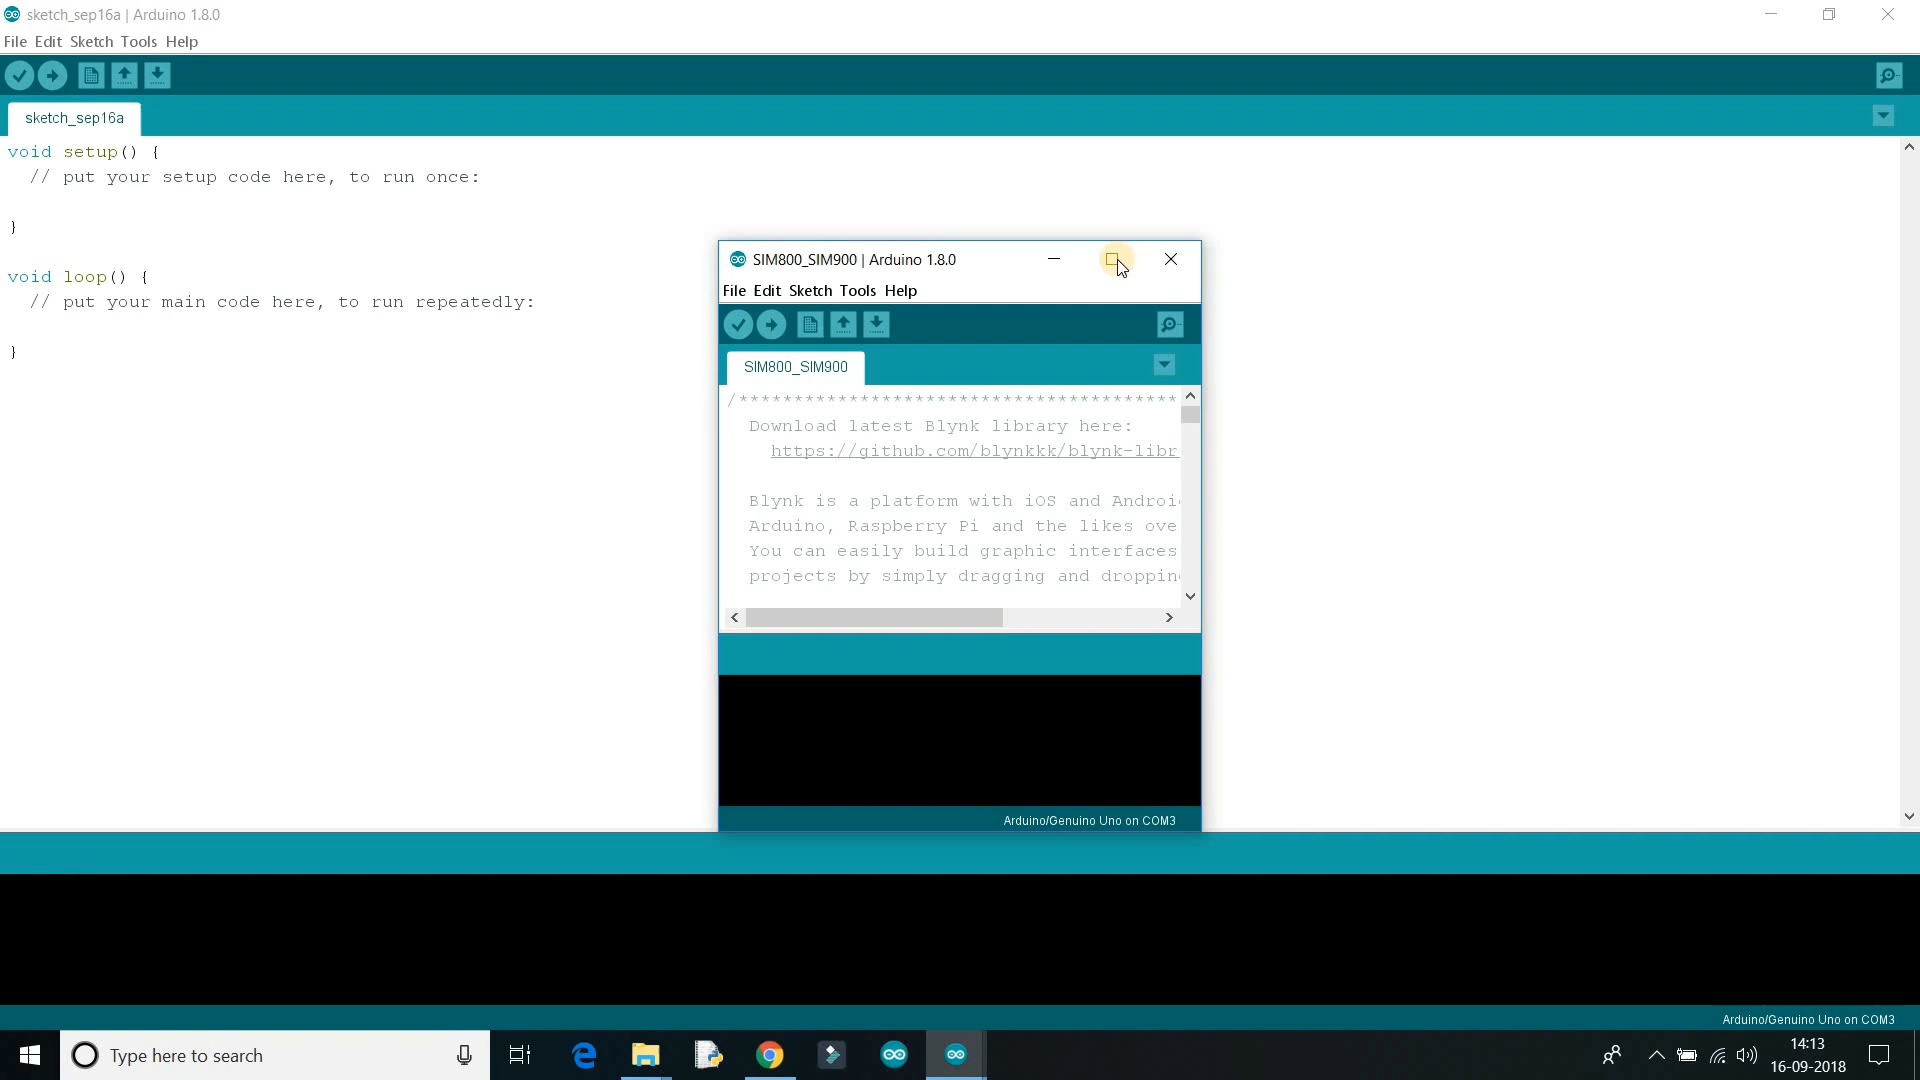 sketch_sep16a | Arduino 1.8.0
File Edit Sketch Tools Help
sketch_sep16a
void setup() {
// put your setup code here, to run once:
}
void loop() {
// put your main code here, to run repeatedly:
}
SIM800_SIM900 | Arduino 1.8.0
File Edit Sketch Tools Help
SIM800_SIM900
/****************************************
Download latest Blynk library here:
https://github.com/blynkkk/blynk-libr
Blynk is a platform with iOS and Androi
Arduino, Raspberry Pi and the likes ove
You can easily build graphic interfaces
projects by simply dragging and droppin
Arduino/Genuino Uno on COM3
Arduino/Genuino Uno on COM3
Type here to search
14:13
16-09-2018